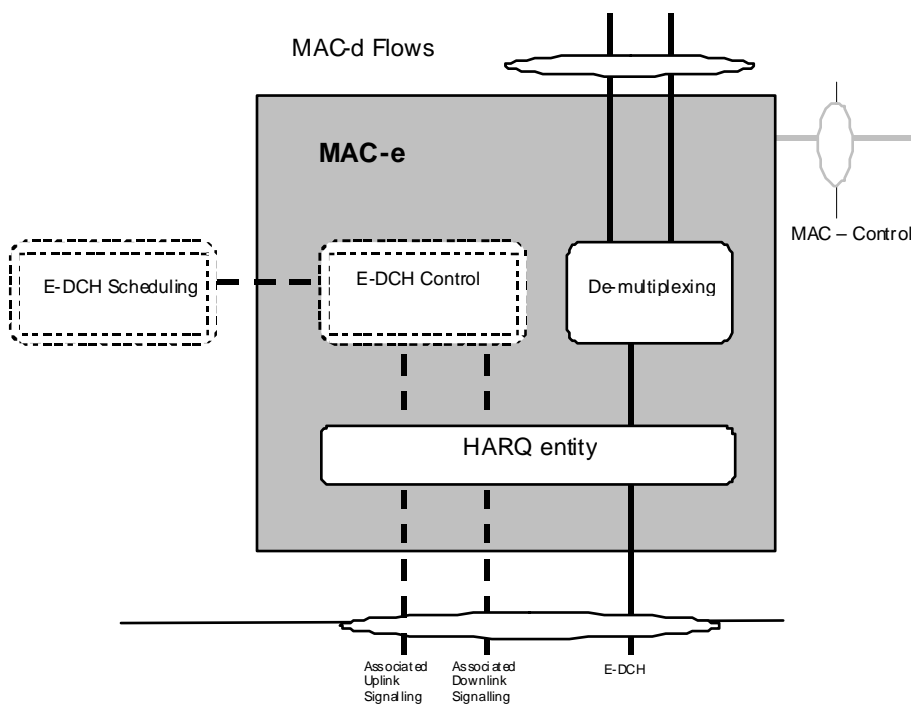 MAC-d Flows
MAC-e
MAC – Control
E-DCH Scheduling
E-DCH Control
De-multiplexing
HARQ entity
Associated
Uplink
Signalling
Associated
Downlink
Signalling
E-DCH